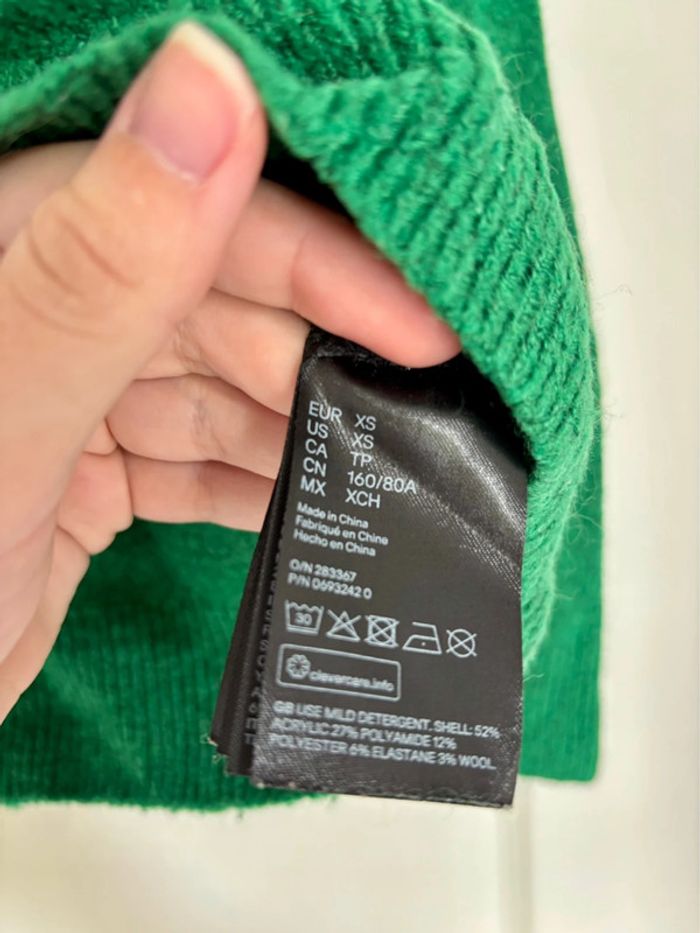 EUR XS
US XS
CA TP
CN 160/80A
MX XCH
Made in China
Fabriqué en Chine
Hecho en China
O/N 283367
P/N 0693242 0
30
clevercare.info
GB USE MILD DETERGENT. SHELL: 52%
ACRYLIC 27% POLYAMIDE 12%
POLYESTER 6% ELASTANE 3% WOOL